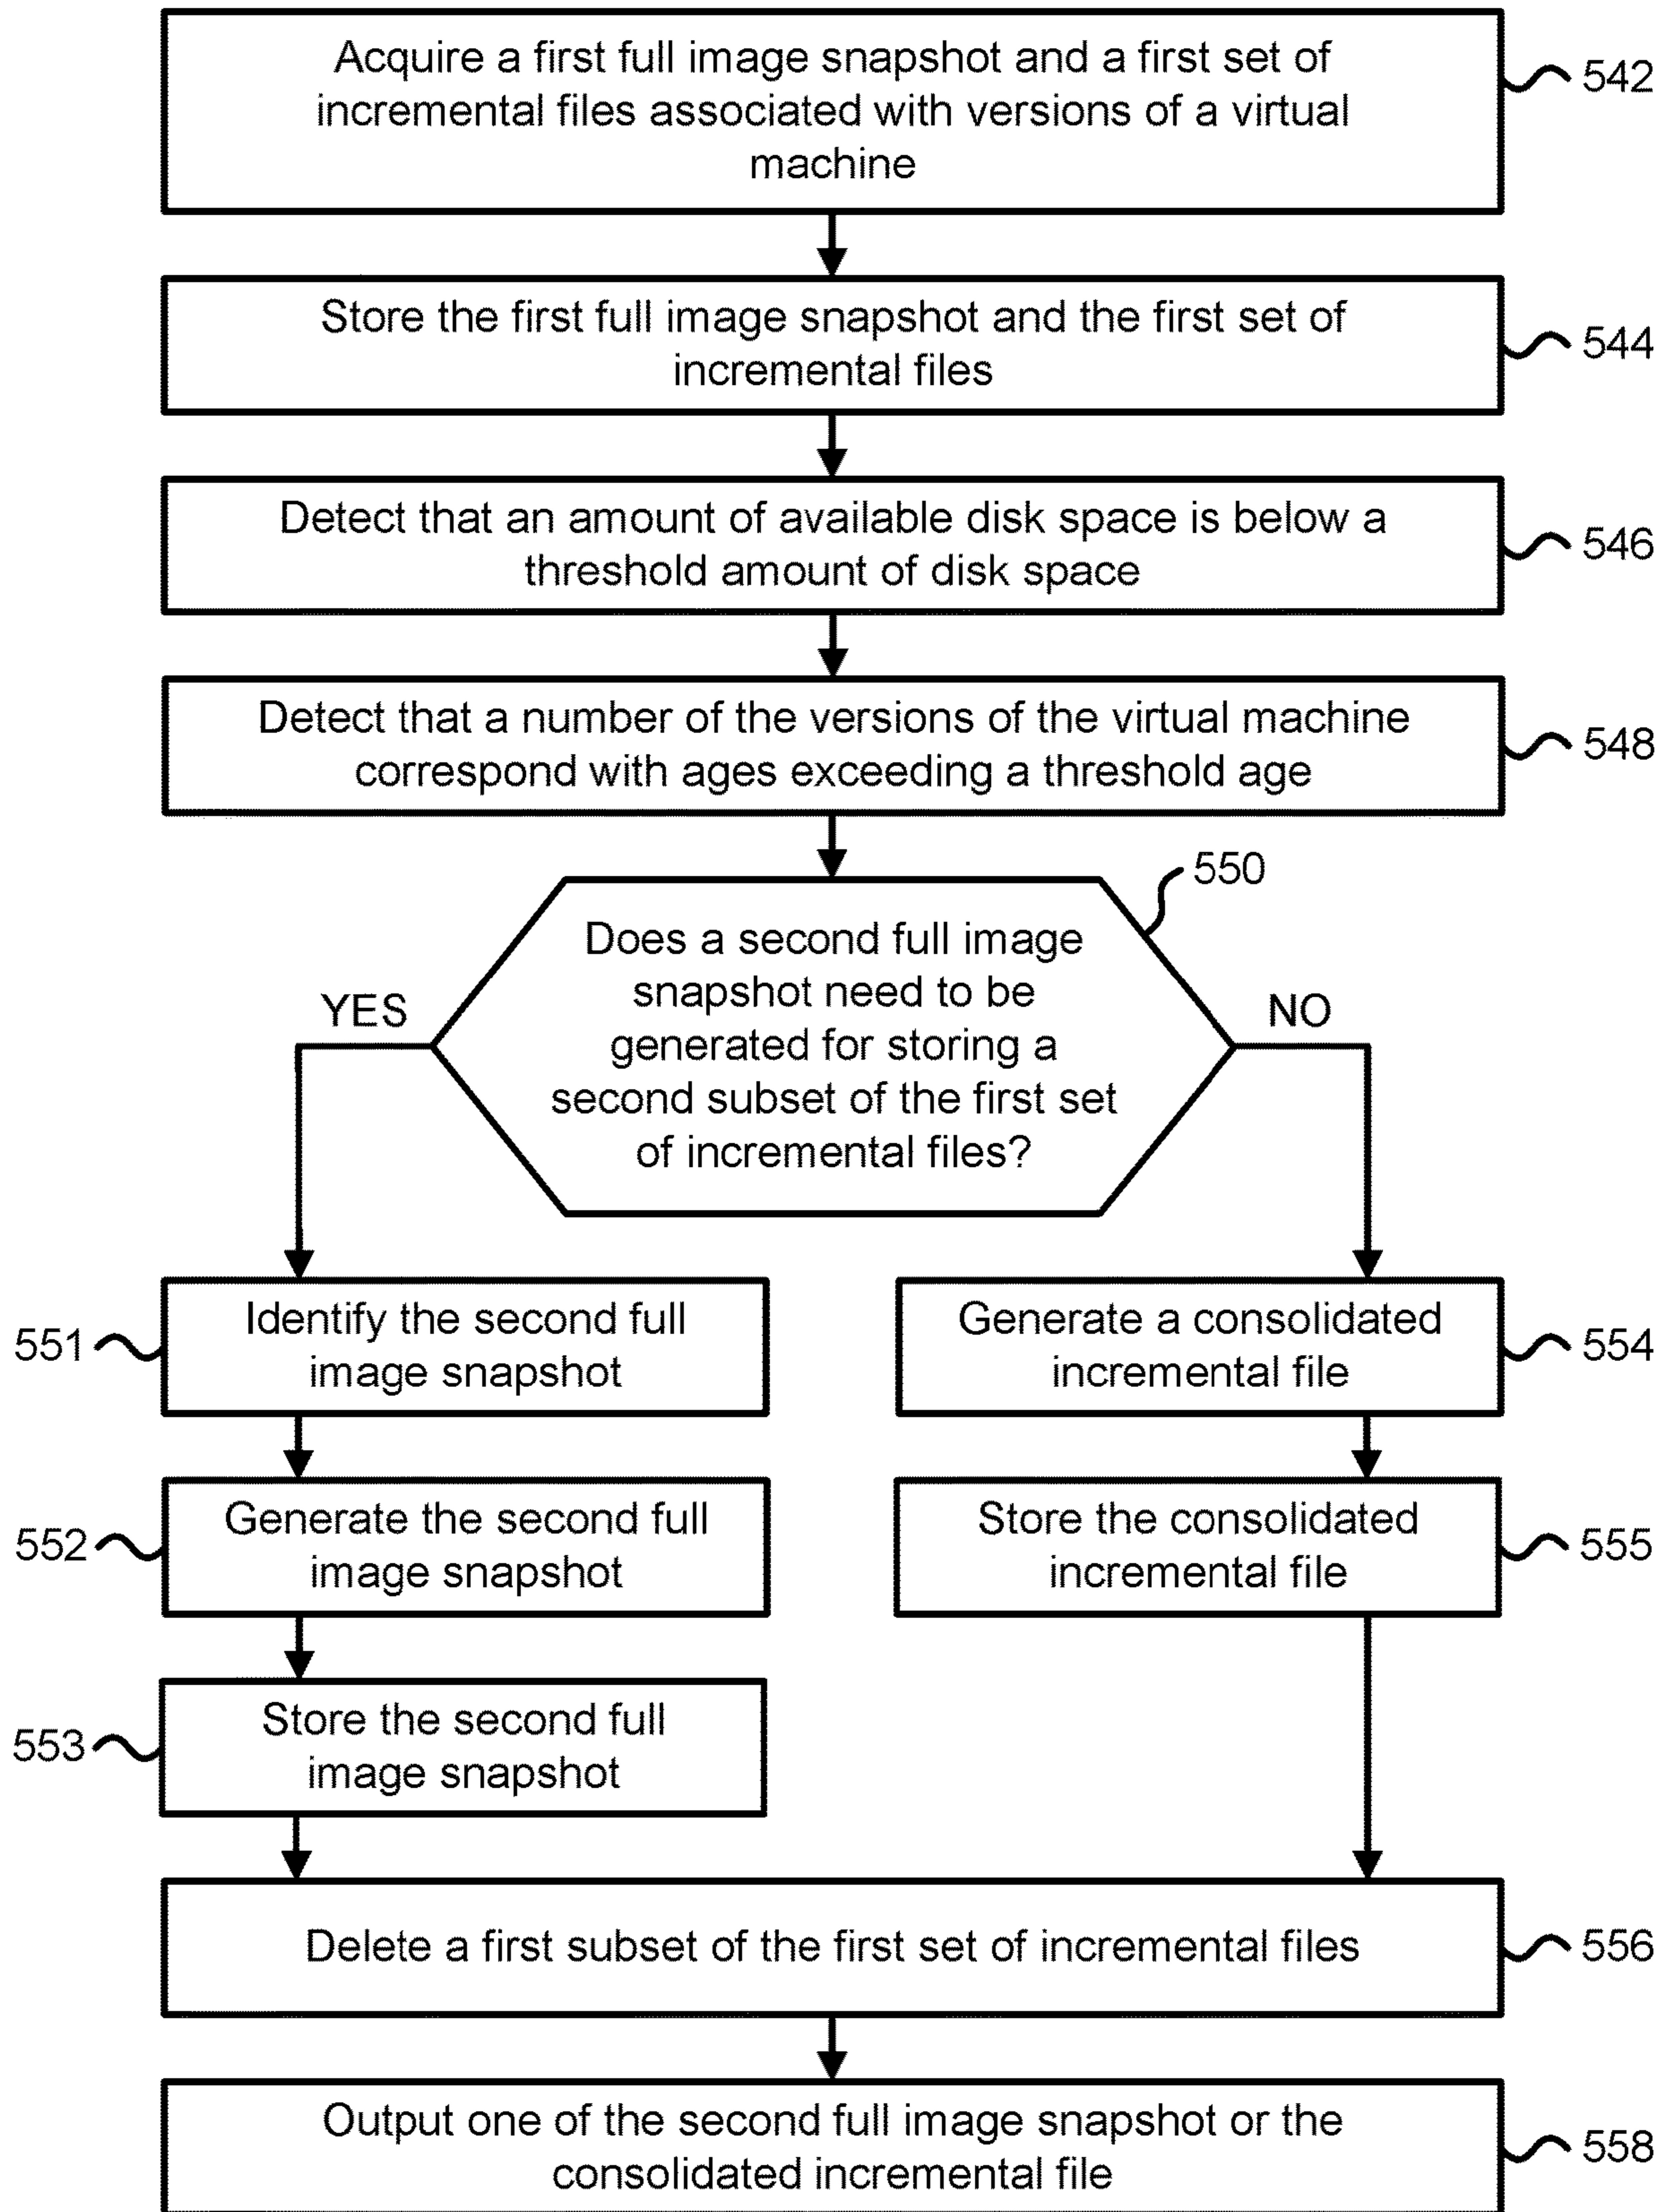 Acquire a first full image snapshot and a first set of
incremental files associated with versions of a virtual
machine
542
Store the first full image snapshot and the first set of
incremental files
544
Detect that an amount of available disk space is below a
threshold amount of disk space
546
Detect that a number of the versions of the virtual machine
correspond with ages exceeding a threshold age
548
550
Does a second full image
snapshot need to be
generated for storing a
second subset of the first set
of incremental files?
YES
NO
551
Identify the second full
image snapshot
Generate a consolidated
incremental file
554
552
Generate the second full
image snapshot
Store the consolidated
incremental file
555
553
Store the second full
image snapshot
Delete a first subset of the first set of incremental files
556
Output one of the second full image snapshot or the
consolidated incremental file
558